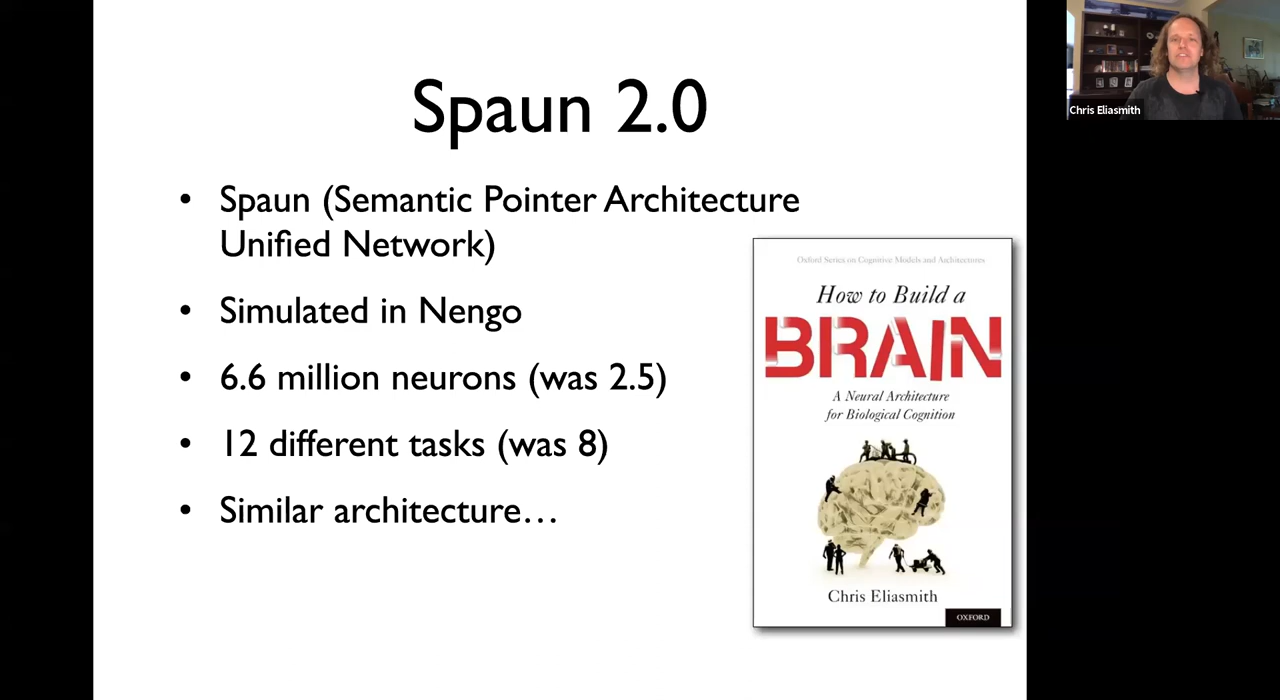 Spaun 2.0
• Spaun (Semantic Pointer Architecture
Unified Network)
• Simulated in Nengo
• 6.6 million neurons (was 2.5)
• 12 different tasks (was 8)
• Similar architecture…
Oxford Series on Cognitive Models and Architectures
How to Build a
BRAIN
A Neural Architecture
for Biological Cognition
Chris Eliasmith
OXFORD
Chris Eliasmith